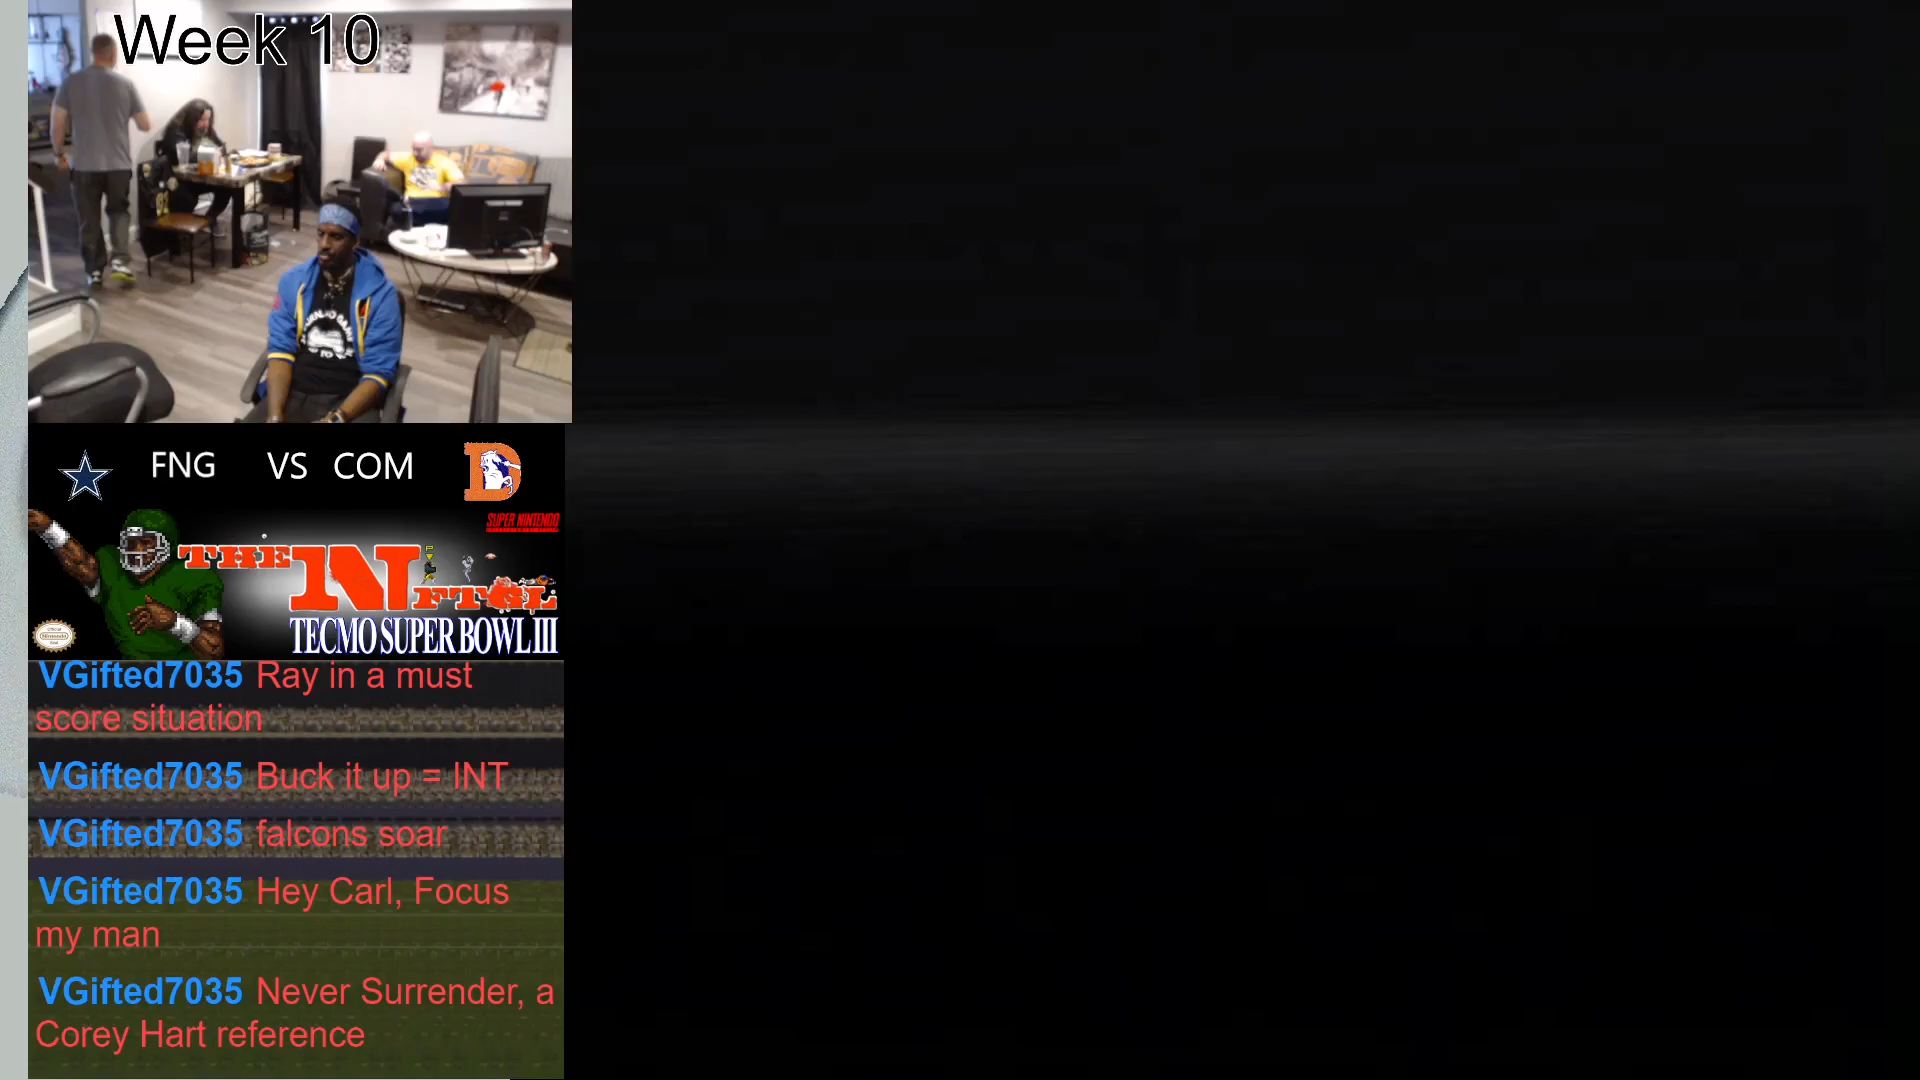 Week 10
FNG VS COM
SUPER NINTENDO
THE NFTGL
TECMO SUPER BOWL III
VGifted7035 Ray in a must
score situation
VGifted7035 Buck it up = INT
VGifted7035 falcons soar
VGifted7035 Hey Carl, Focus
my man
VGifted7035 Never Surrender, a
Corey Hart reference